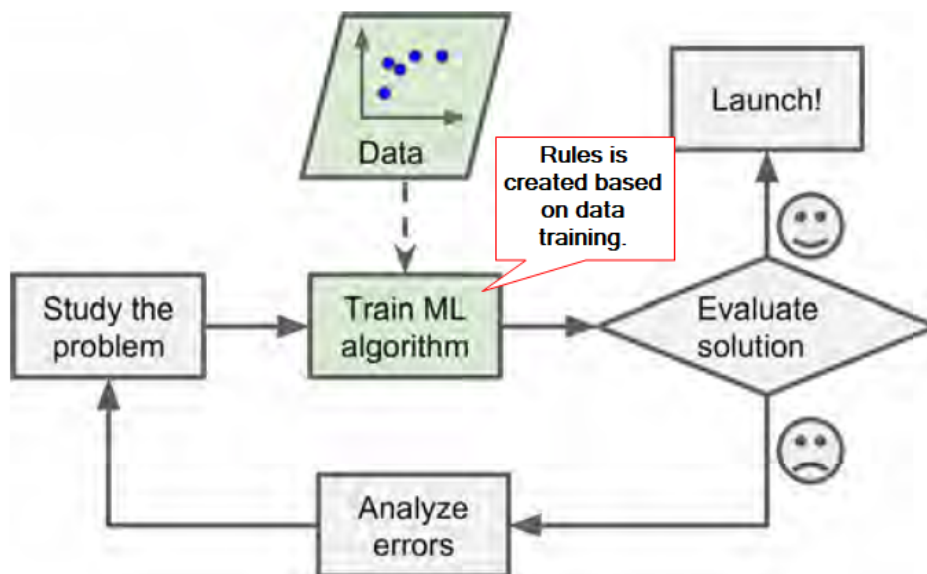 Data
Launch!
Rules is
created based
on data
training.
Study the
problem
Train ML
algorithm
Evaluate
solution
Analyze
errors